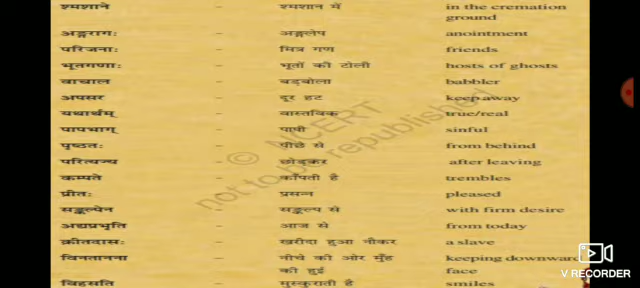 श्मशाने – श्मशान में in the cremation
ground
अङ्गरागः – अङ्गलेप anointment
परिजनाः – मित्र गण friends
भूतगणाः – भूतों की टोली hosts of ghosts
वाचाल – बड़बोला babbler
अपसर – दूर हट keep away
यथार्थम् – वास्तविक true/real
पापभाग् – पापी sinful
पृष्ठतः – पीछे से from behind
परित्यज्य – छोड़कर after leaving
कम्पते – काँपती है trembles
प्रीतः – प्रसन्न pleased
सङ्कल्पेन – सङ्कल्प से with firm desire
अद्यप्रभृति – आज से from today
क्रीतदासः – खरीदा हुआ नौकर a slave
विनतानना – नीचे की ओर मुँह keeping downward
की हुई face
विहसति – मुस्कुराती है smiles
© NCERT
not to be republished
V RECORDER